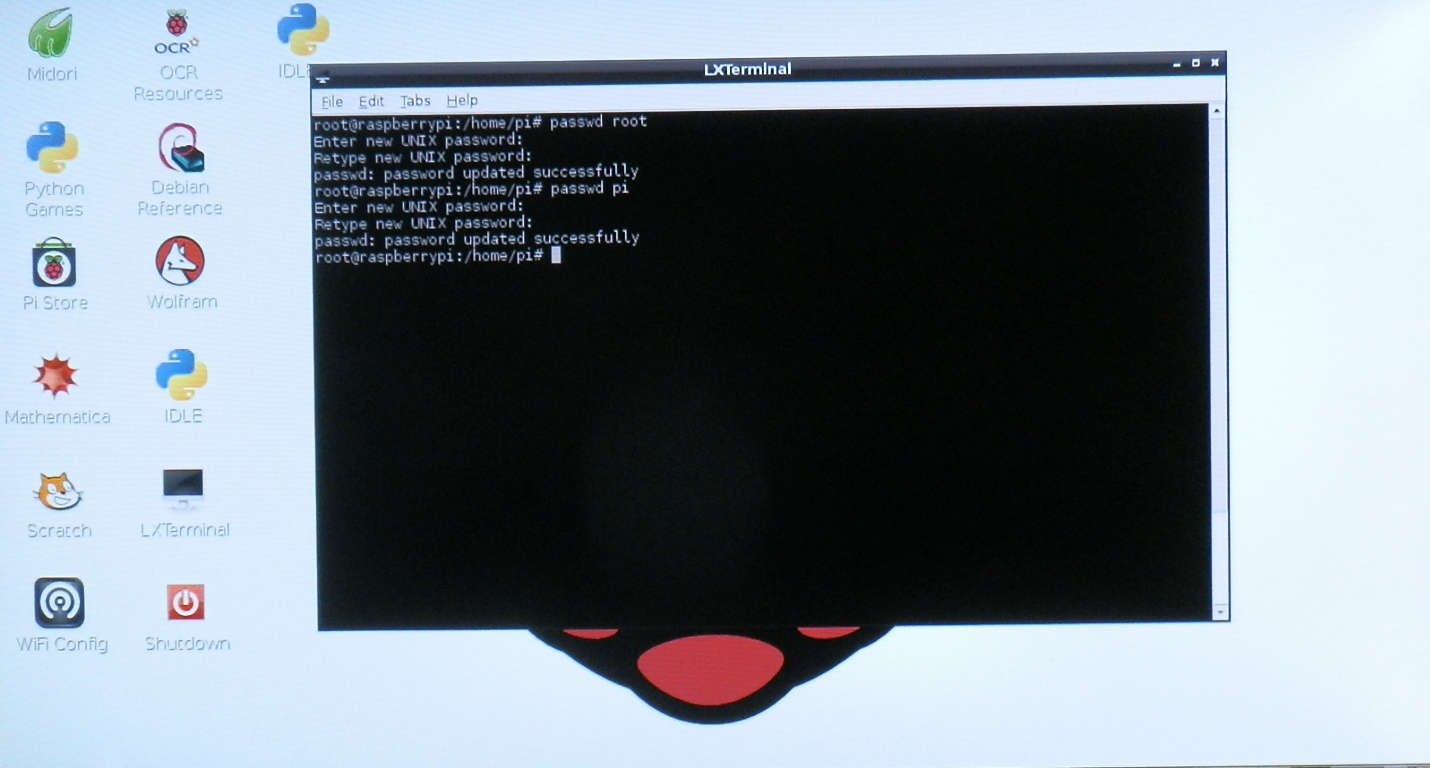 Midori
OCR
OCR
Resources
IDL
Python
Games
Debian
Reference
Pi Store
Wolfram
Mathematica
IDLE
Scratch
LXTerminal
WiFi Config
Shutdown
LXTerminal
File Edit Tabs Help
root@raspberrypi:/home/pi# passwd root
Enter new UNIX password:
Retype new UNIX password:
passwd: password updated successfully
root@raspberrypi:/home/pi# passwd pi
Enter new UNIX password:
Retype new UNIX password:
passwd: password updated successfully
root@raspberrypi:/home/pi#